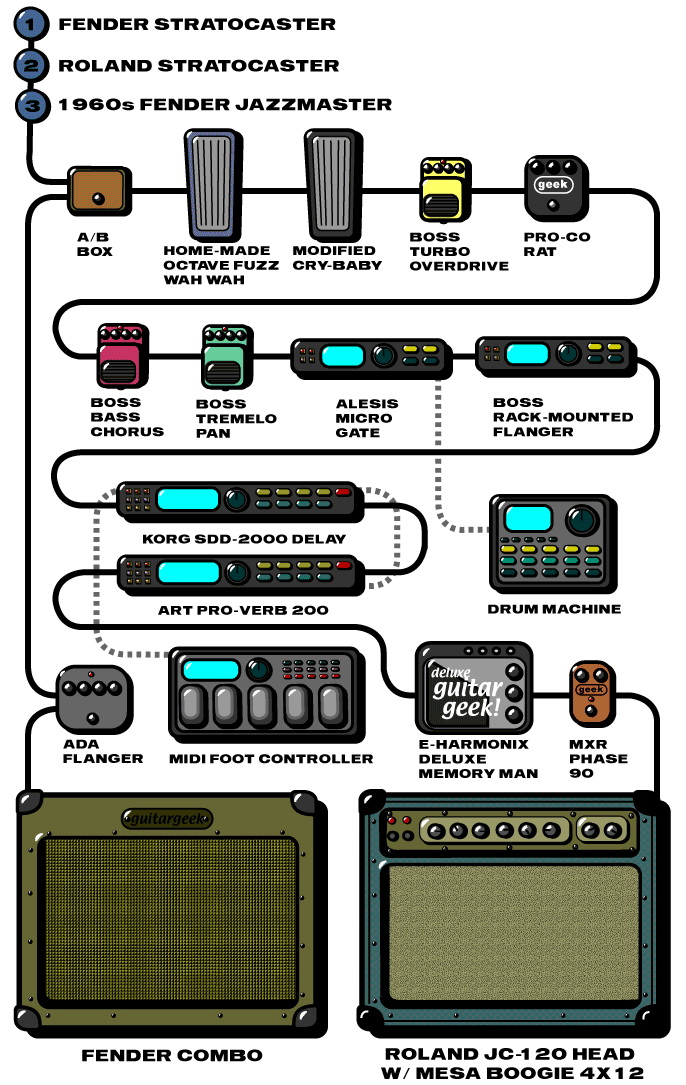 1 FENDER STRATOCASTER
2 ROLAND STRATOCASTER
3 1960s FENDER JAZZMASTER
geek
A/B
BOX
HOME-MADE
OCTAVE FUZZ
WAH WAH
MODIFIED
CRY-BABY
BOSS
TURBO
OVERDRIVE
PRO-CO
RAT
BOSS
BASS
CHORUS
BOSS
TREMELO
PAN
ALESIS
MICRO
GATE
BOSS
RACK-MOUNTED
FLANGER
KORG SDD-2000 DELAY
ART PRO-VERB 200
DRUM MACHINE
deluxe
guitar
geek!
geek
ADA
FLANGER
MIDI FOOT CONTROLLER
E-HARMONIX
DELUXE
MEMORY MAN
MXR
PHASE
90
guitargeek
FENDER COMBO
ROLAND JC-120 HEAD
W/ MESA BOOGIE 4X12